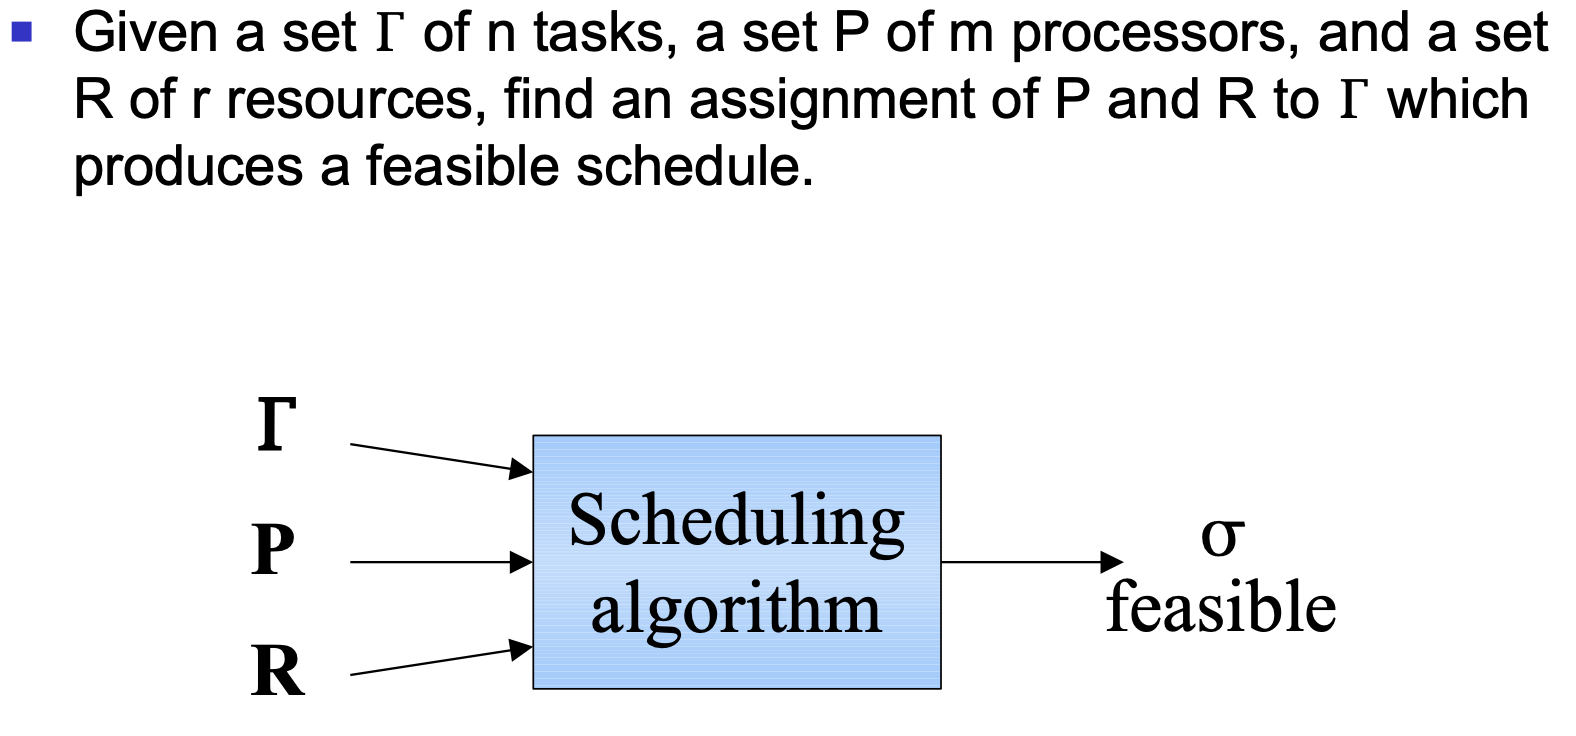 Given a set Γ of n tasks, a set P of m processors, and a set
R of r resources, find an assignment of P and R to Γ which
produces a feasible schedule.
Γ
P
R
Scheduling
algorithm
σ
feasible